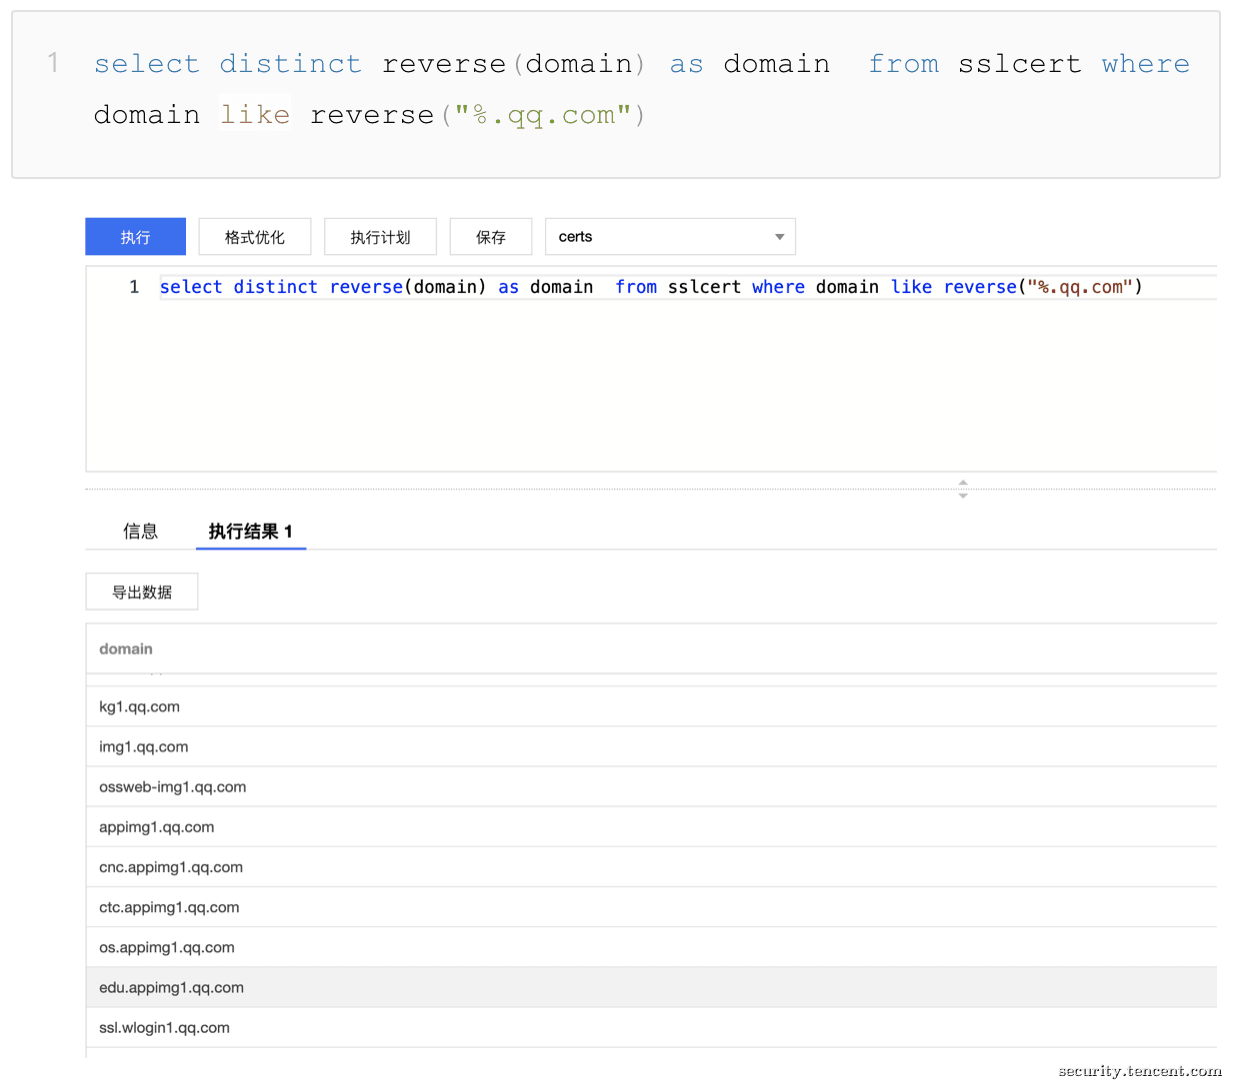 1 select distinct reverse(domain) as domain  from sslcert where
domain like reverse("%.qq.com")
执行 格式优化 执行计划 保存 certs
1 select distinct reverse(domain) as domain  from sslcert where domain like reverse("%.qq.com")
信息 执行结果 1
导出数据
domain
kg1.qq.com
img1.qq.com
ossweb-img1.qq.com
appimg1.qq.com
cnc.appimg1.qq.com
ctc.appimg1.qq.com
os.appimg1.qq.com
edu.appimg1.qq.com
ssl.wlogin1.qq.com
security.tencent.com